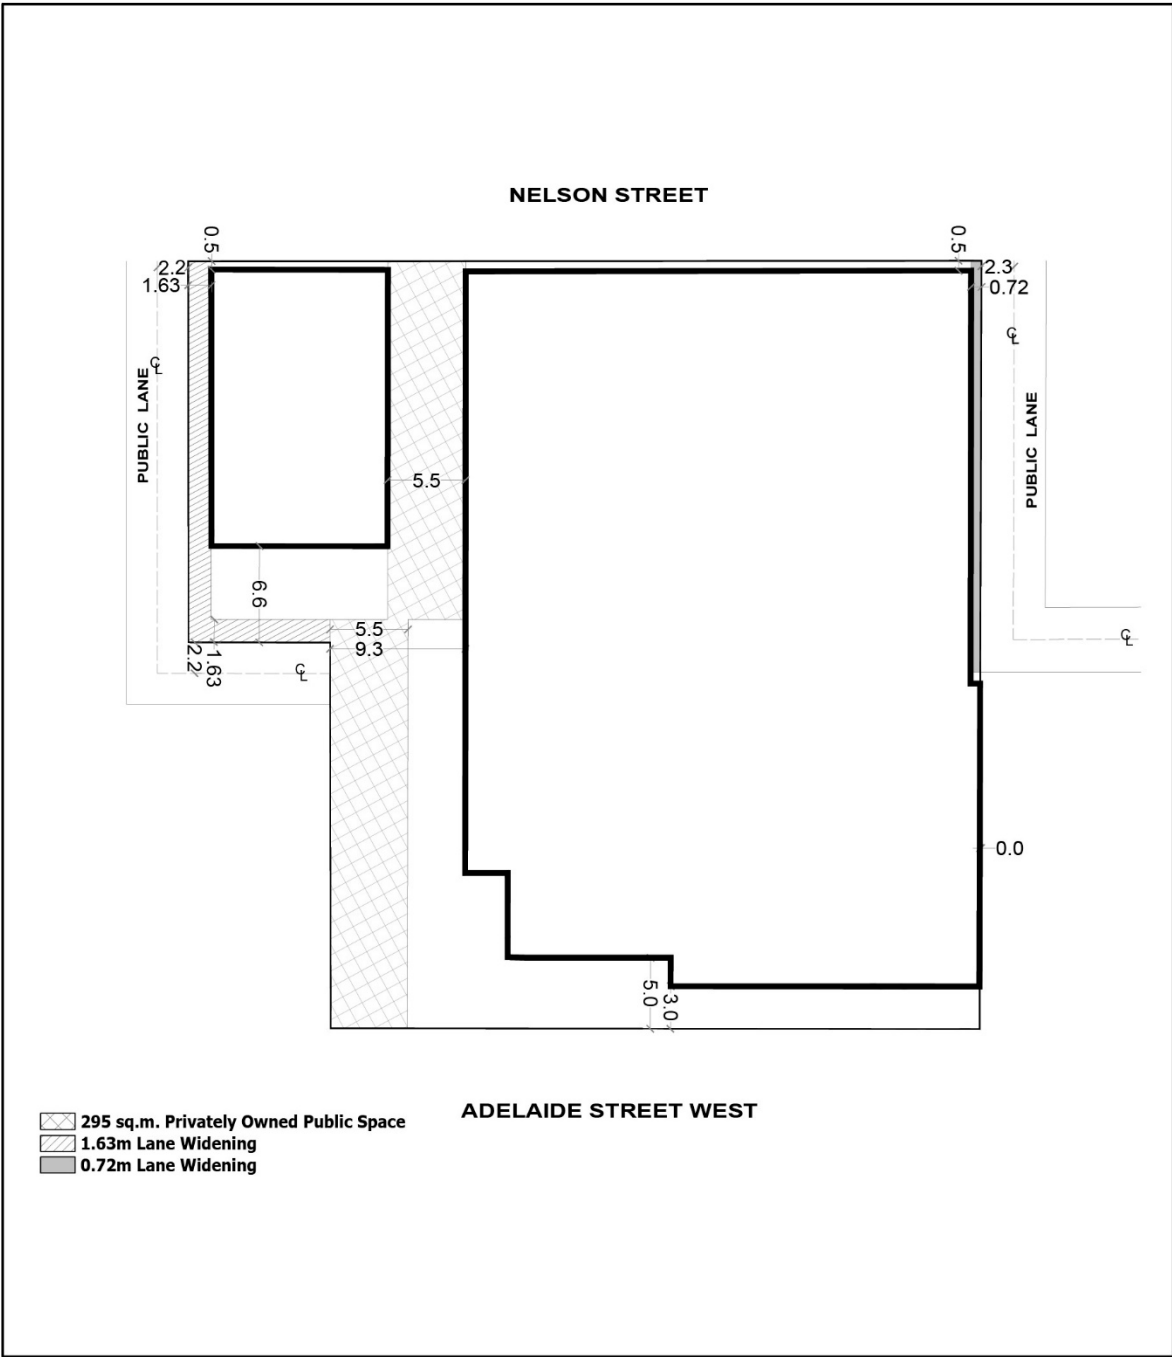 NELSON STREET
0.5
0.5
2.2
1.63
2.3
0.72
℄
℄
PUBLIC LANE
PUBLIC LANE
5.5
6.6
5.5
9.3
2.2
1.63
℄
℄
0.0
5.0
3.0
ADELAIDE STREET WEST
295 sq.m. Privately Owned Public Space
1.63m Lane Widening
0.72m Lane Widening